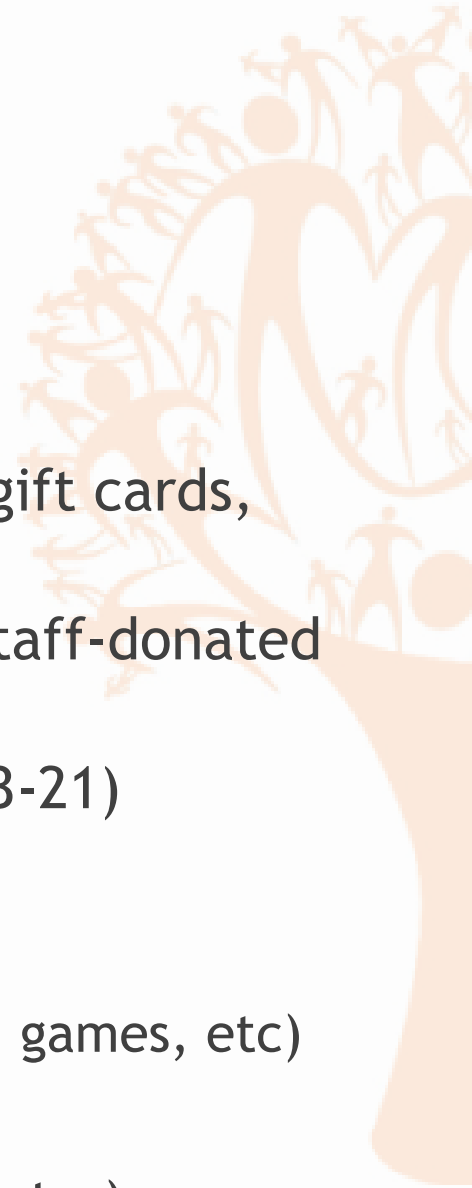 gift cards,
taff-donated
3-21)
games, etc)